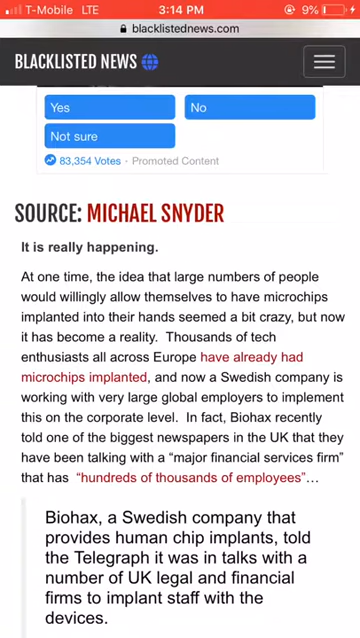 T-Mobile LTE 3:14 PM 9%
blacklistednews.com
BLACKLISTED NEWS
Yes No
Not sure
83,354 Votes • Promoted Content
SOURCE: MICHAEL SNYDER
It is really happening.
At one time, the idea that large numbers of people
would willingly allow themselves to have microchips
implanted into their hands seemed a bit crazy, but now
it has become a reality. Thousands of tech
enthusiasts all across Europe have already had
microchips implanted, and now a Swedish company is
working with very large global employers to implement
this on the corporate level. In fact, Biohax recently
told one of the biggest newspapers in the UK that they
have been talking with a “major financial services firm”
that has “hundreds of thousands of employees”…
Biohax, a Swedish company that
provides human chip implants, told
the Telegraph it was in talks with a
number of UK legal and financial
firms to implant staff with the
devices.